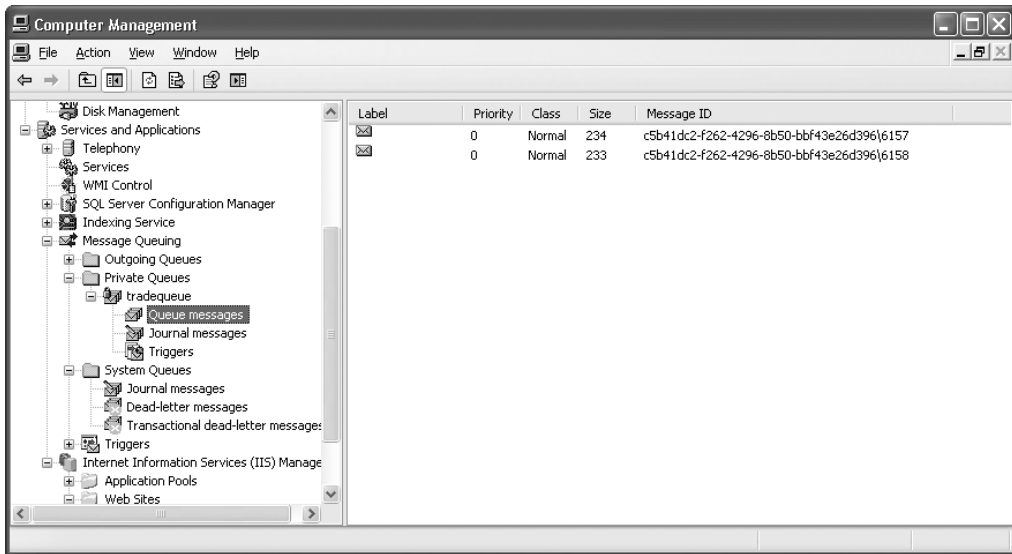 Computer Management
File Action View Window Help
Disk Management
Services and Applications
Telephony
Services
WMI Control
SQL Server Configuration Manager
Indexing Service
Message Queuing
Outgoing Queues
Private Queues
tradequeue
Queue messages
Journal messages
Triggers
System Queues
Journal messages
Dead-letter messages
Transactional dead-letter messages
Triggers
Internet Information Services (IIS) Manage
Application Pools
Web Sites
Label Priority Class Size Message ID
0 Normal 234 c5b41dc2-f262-4296-8b50-bbf43e26d396\6157
0 Normal 233 c5b41dc2-f262-4296-8b50-bbf43e26d396\6158